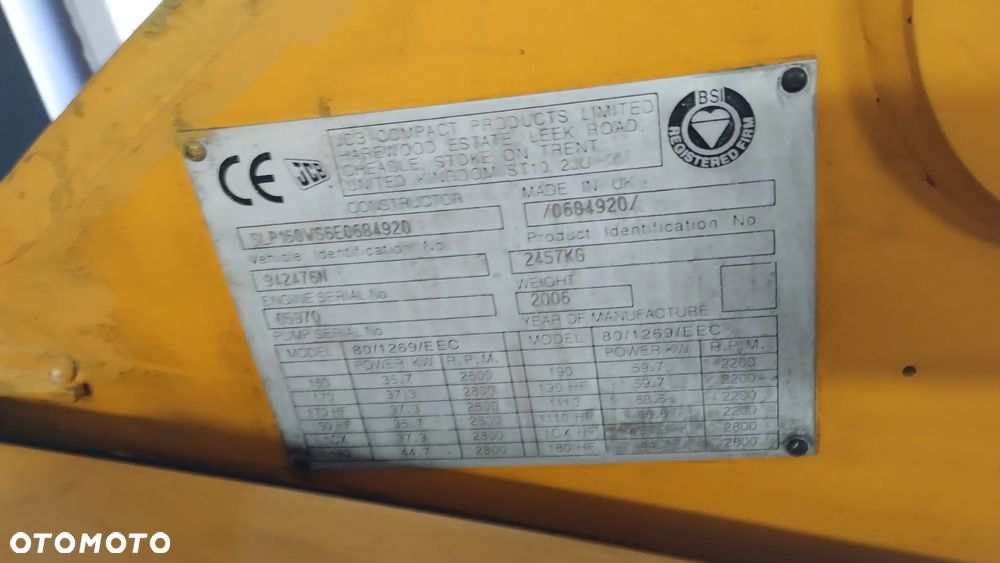 CE
JCB
JCB COMPACT PRODUCTS LIMITED
HAREWOOD ESTATE, LEEK ROAD,
CHEADLE, STOKE ON TRENT,
UNITED KINGDOM ST10 2JU
BSI
REGISTERED FIRM
CONSTRUCTOR
MADE IN UK
SLP160WS6E0684920
/0684920/
Vehicle Identification No.
Product Identification No
942476N
2457KG
ENGINE SERIAL No
WEIGHT
05970
2006
PUMP SERIAL No
YEAR OF MANUFACTURE
MODEL 80/1269/EEC MODEL 80/1269/EEC
POWER KW R.P.M. POWER KW R.P.M.
160 35.7 2800 190 59.7 2200
170 37.3 2800 190 HF 59.7 2200
170 HF 37.3 2800 1110 2200
HF 35.7 2800 1110 HF 2200
1CX 37.3 2800 1CX HF 2800
44.7 2800 180 HF 2800
OTOMOTO